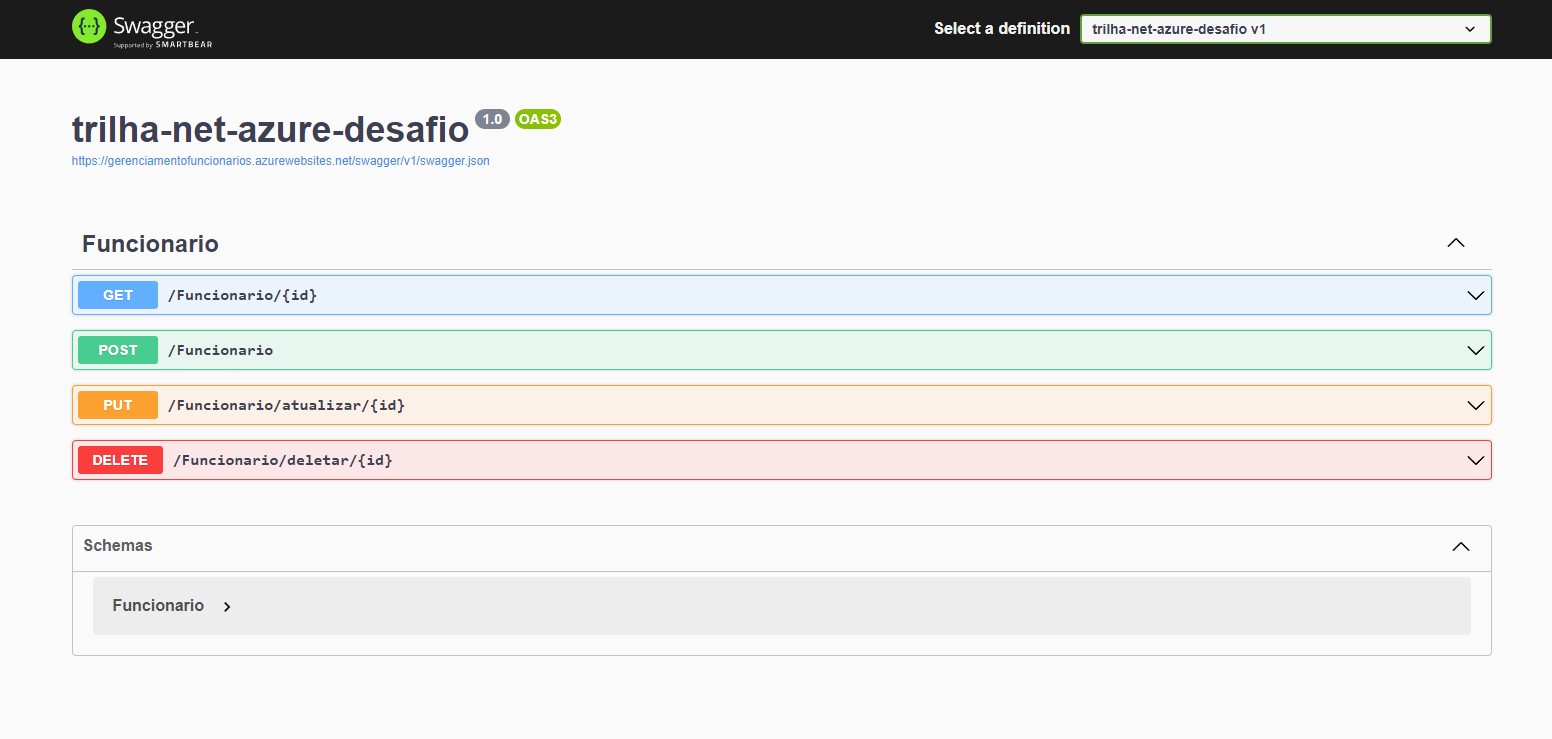 Swagger.
Supported by SMARTBEAR
Select a definition
trilha-net-azure-desafio v1
trilha-net-azure-desafio 1.0 OAS3
https://gerenciamentofuncionarios.azurewebsites.net/swagger/v1/swagger.json
Funcionario
GET /Funcionario/{id}
POST /Funcionario
PUT /Funcionario/atualizar/{id}
DELETE /Funcionario/deletar/{id}
Schemas
Funcionario